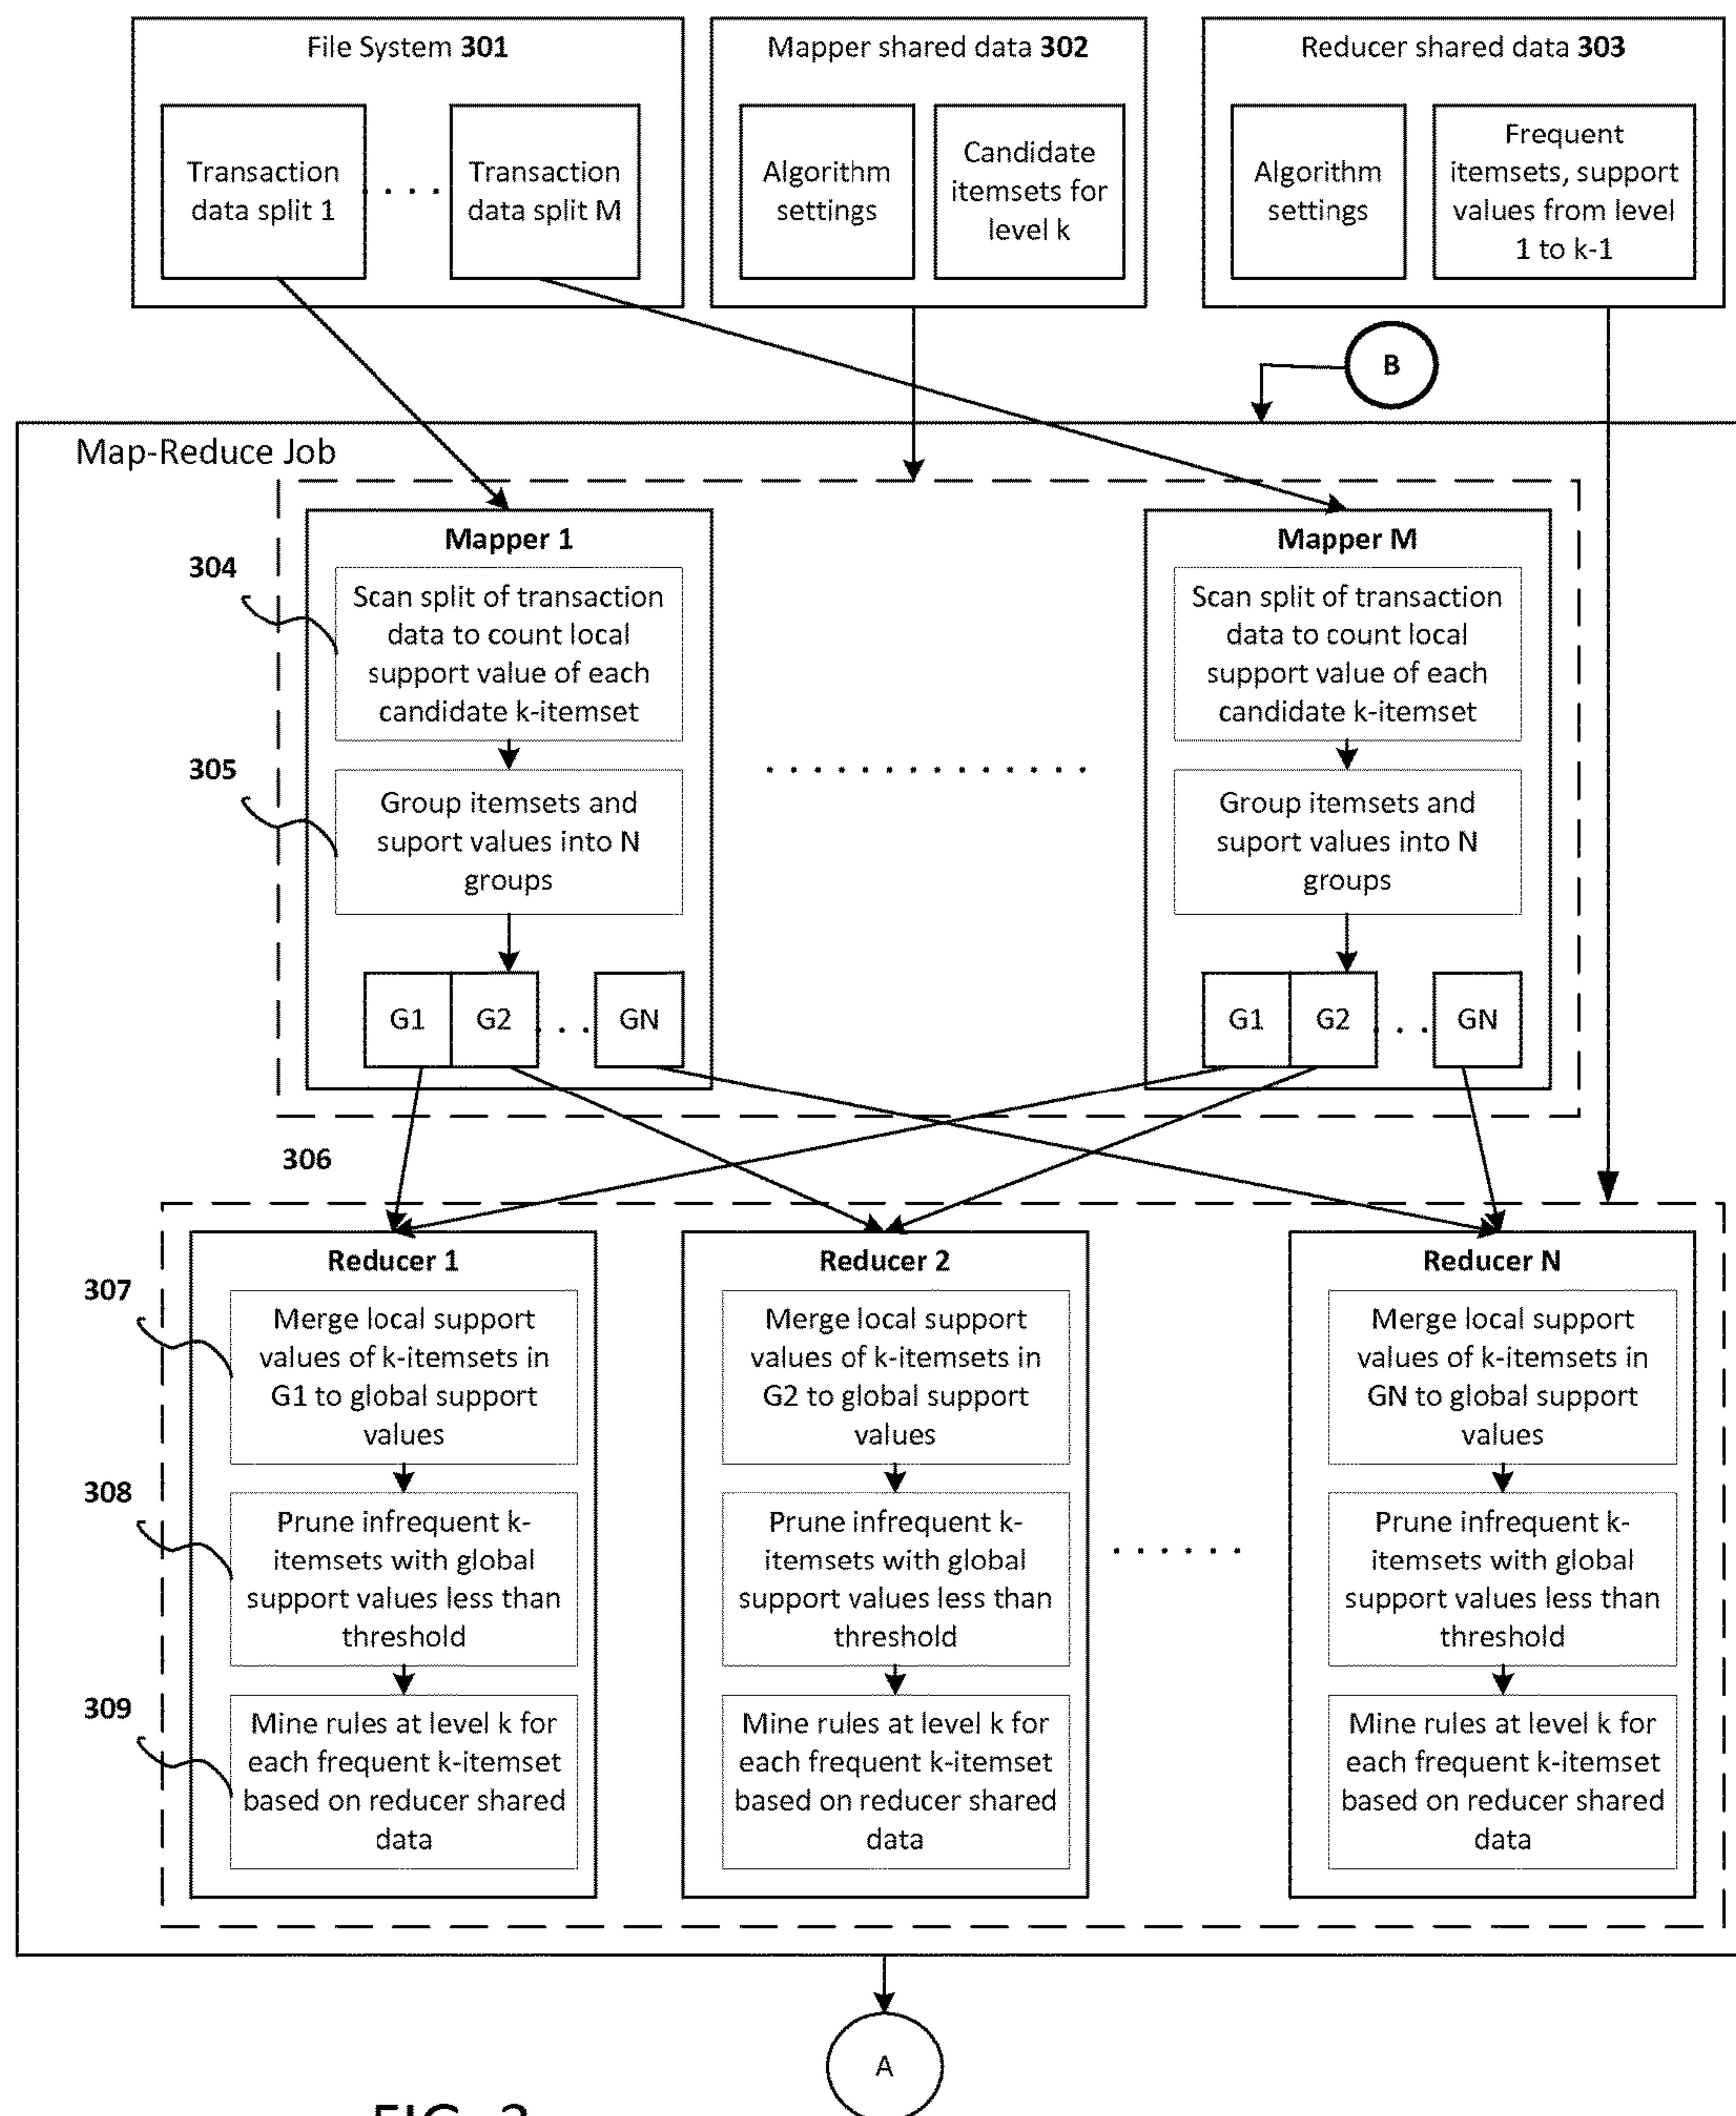 File System 301
Transaction
data split 1
. . . .
Transaction
data split M
Mapper shared data 302
Algorithm
settings
Candidate
itemsets for
level k
Reducer shared data 303
Algorithm
settings
Frequent
itemsets, support
values from level
1 to k-1
B
Map-Reduce Job
304
305
Mapper 1
Scan split of transaction
data to count local
support value of each
candidate k-itemset
Group itemsets and
suport values into N
groups
G1 G2 . . . GN
. . . . . . . . . . . . . .
Mapper M
Scan split of transaction
data to count local
support value of each
candidate k-itemset
Group itemsets and
suport values into N
groups
G1 G2 . . . GN
306
307
308
309
Reducer 1
Merge local support
values of k-itemsets in
G1 to global support
values
Prune infrequent k-
itemsets with global
support values less than
threshold
Mine rules at level k for
each frequent k-itemset
based on reducer shared
data
Reducer 2
Merge local support
values of k-itemsets in
G2 to global support
values
Prune infrequent k-
itemsets with global
support values less than
threshold
Mine rules at level k for
each frequent k-itemset
based on reducer shared
data
. . . . . .
Reducer N
Merge local support
values of k-itemsets in
GN to global support
values
Prune infrequent k-
itemsets with global
support values less than
threshold
Mine rules at level k for
each frequent k-itemset
based on reducer shared
data
A
FIG.